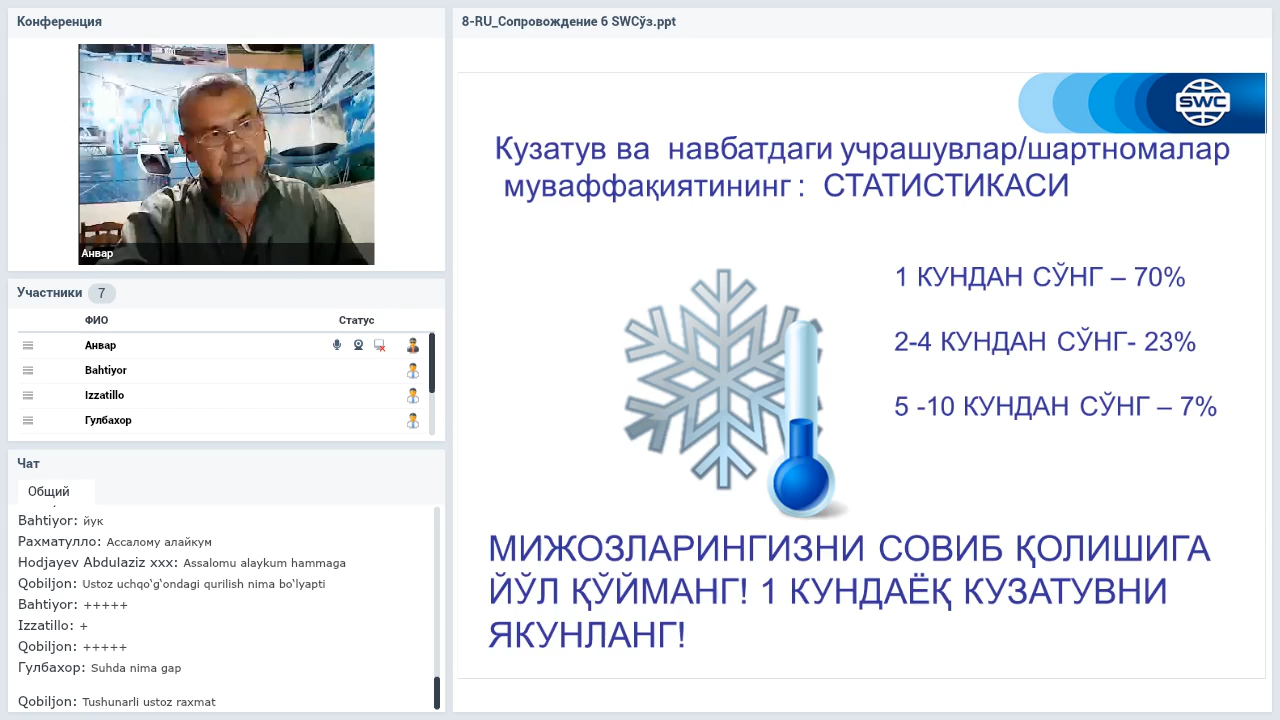 Конференция
Анвар
Участники 7
ФИО Статус
Анвар
Bahtiyor
Izzatillo
Гулбахор
Чат
Общий
Bahtiyor: йук
Рахматулло: Ассалому алайкум
Hodjayev Abdulaziz xxx: Assalomu alaykum hammaga
Qobiljon: Ustoz uchqo‘g‘ondagi qurilish nima bo‘lyapti
Bahtiyor: +++++
Izzatillo: +
Qobiljon: +++++
Гулбахор: Suhda nima gap
Qobiljon: Tushunarli ustoz raxmat
8-RU_Сопровождение 6 SWCўз.ppt
SWC
Кузатув ва навбатдаги учрашувлар/шартномалар
муваффақиятининг : СТАТИСТИКАСИ
1 КУНДАН СЎНГ – 70%
2-4 КУНДАН СЎНГ- 23%
5 -10 КУНДАН СЎНГ – 7%
МИЖОЗЛАРИНГИЗНИ СОВИБ ҚОЛИШИГА
ЙЎЛ ҚЎЙМАНГ! 1 КУНДАЁҚ КУЗАТУВНИ
ЯКУНЛАНГ!